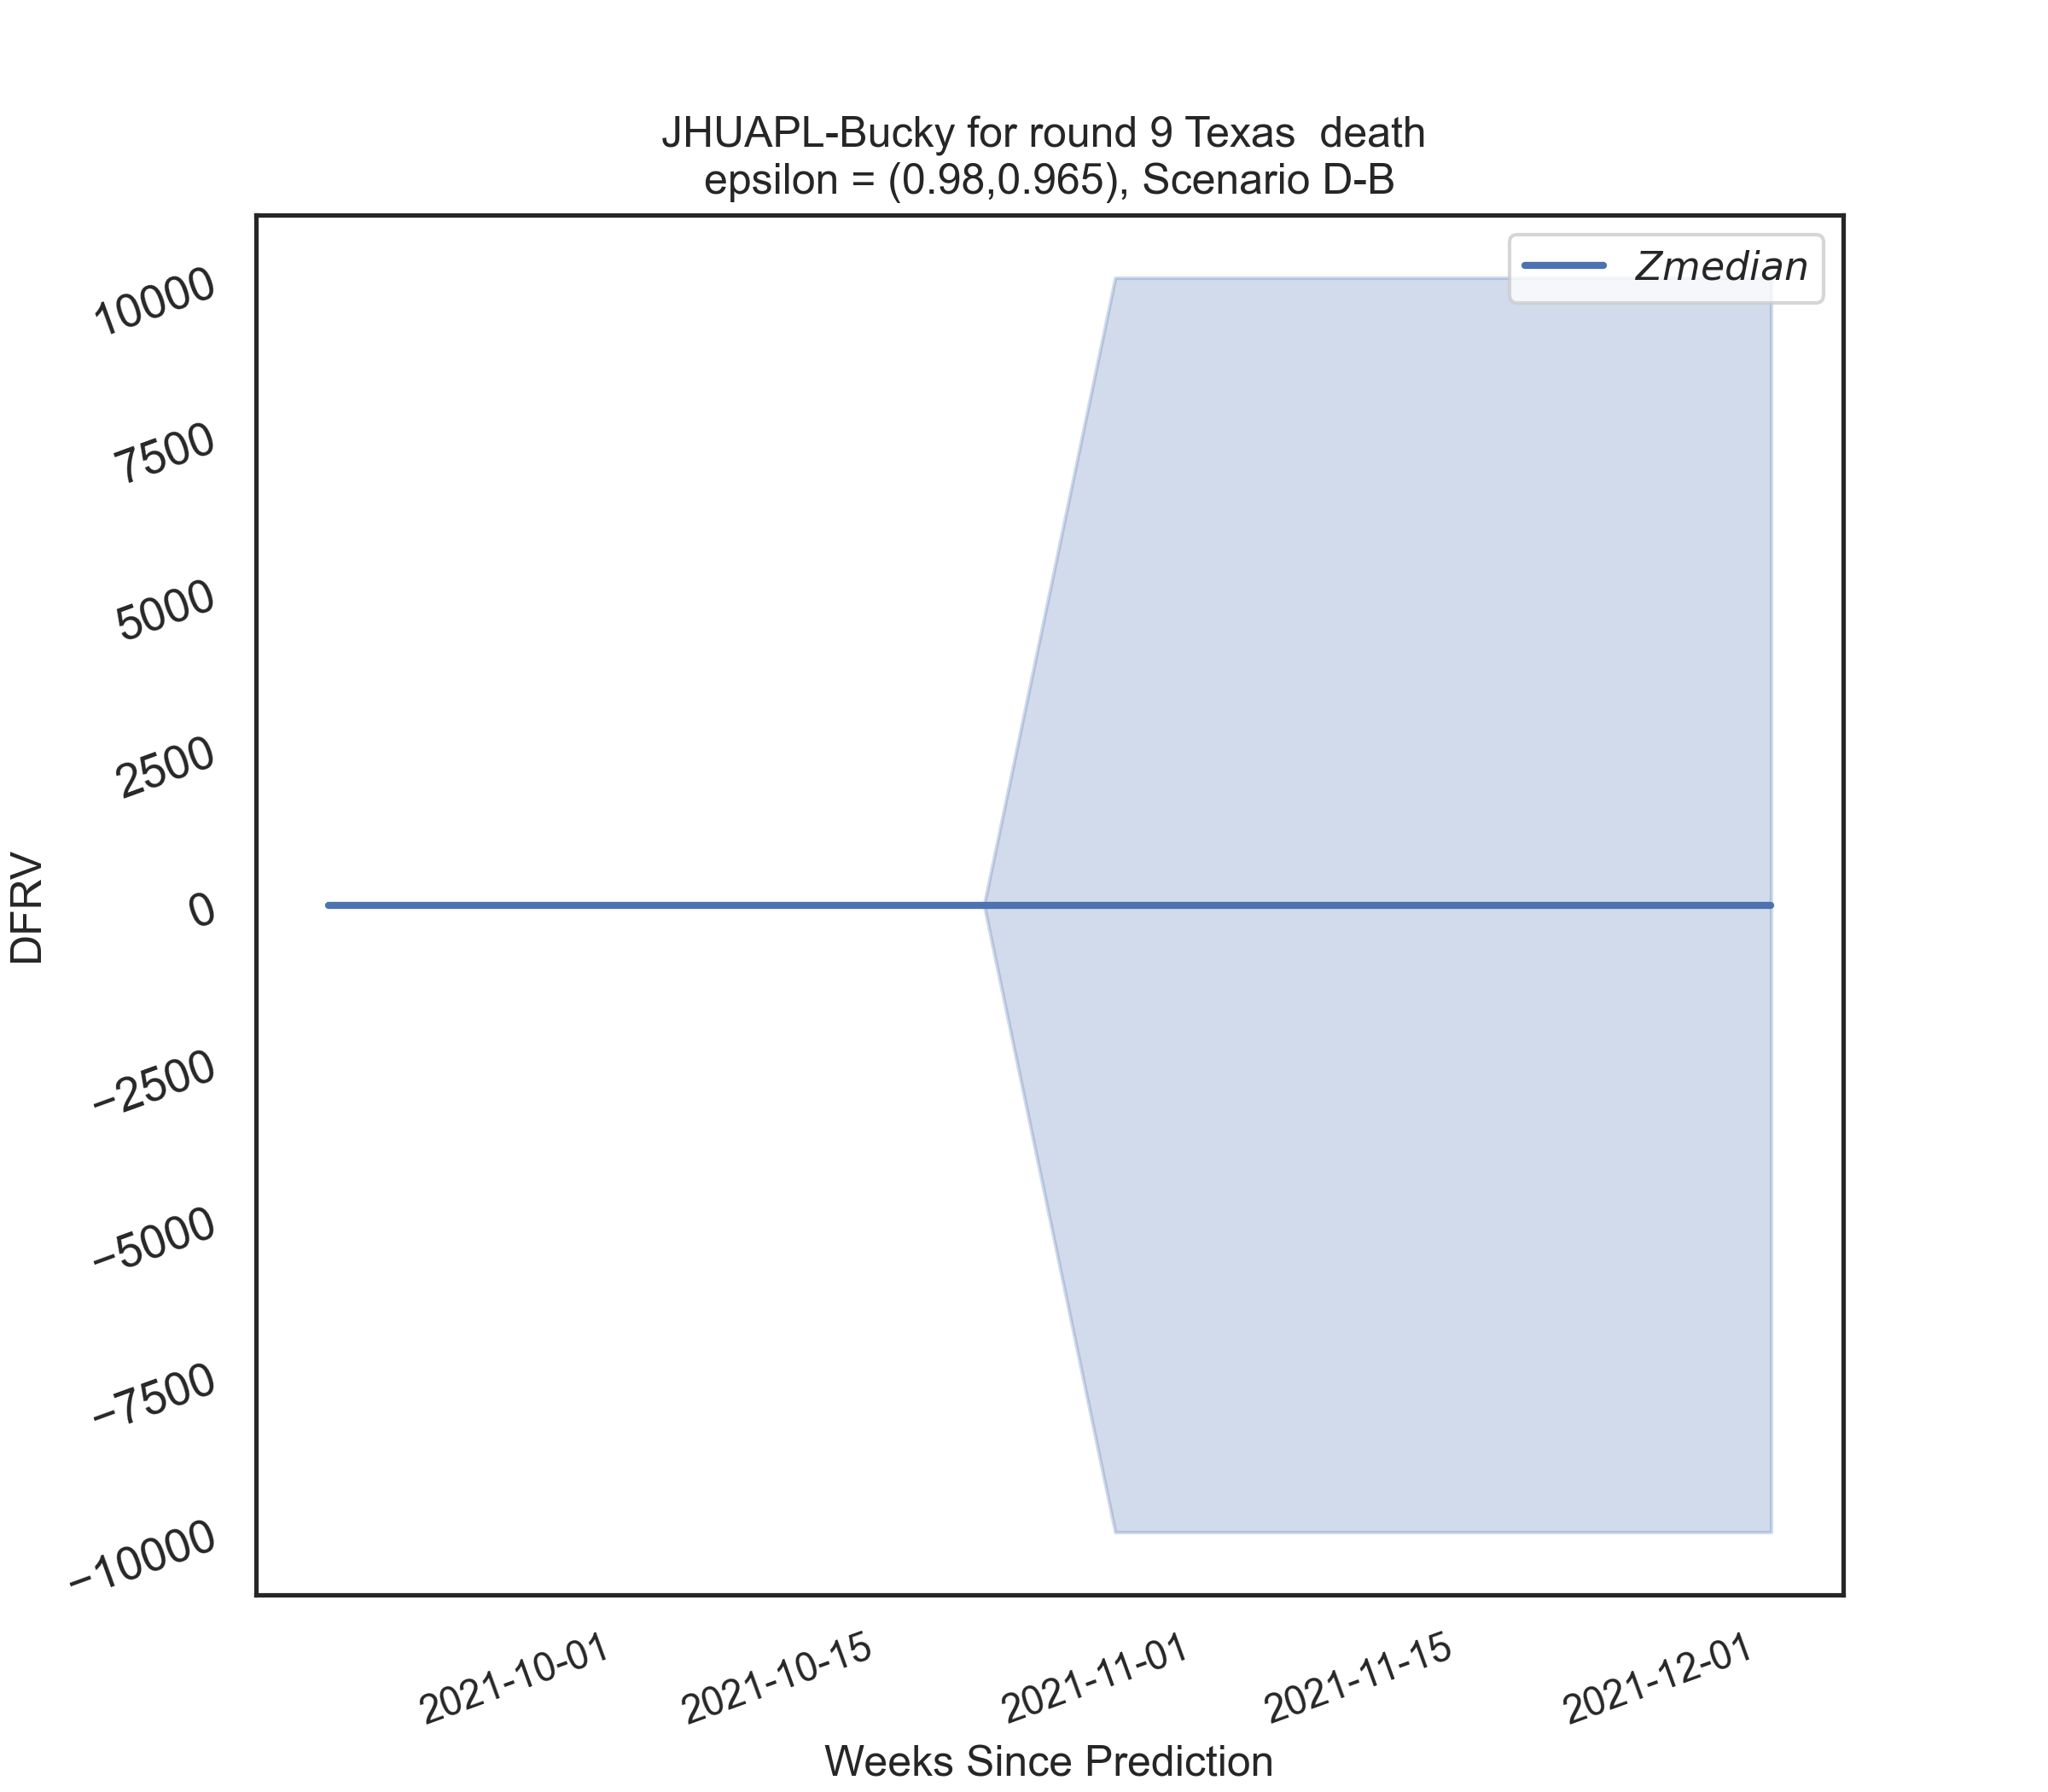 JHUAPL-Bucky for round 9 Texas  death
epsilon = (0.98,0.965), Scenario D-B
Zmedian
10000
7500
5000
2500
0
−2500
−5000
−7500
−10000
DFRV
2021-10-01
2021-10-15
2021-11-01
2021-11-15
2021-12-01
Weeks Since Prediction